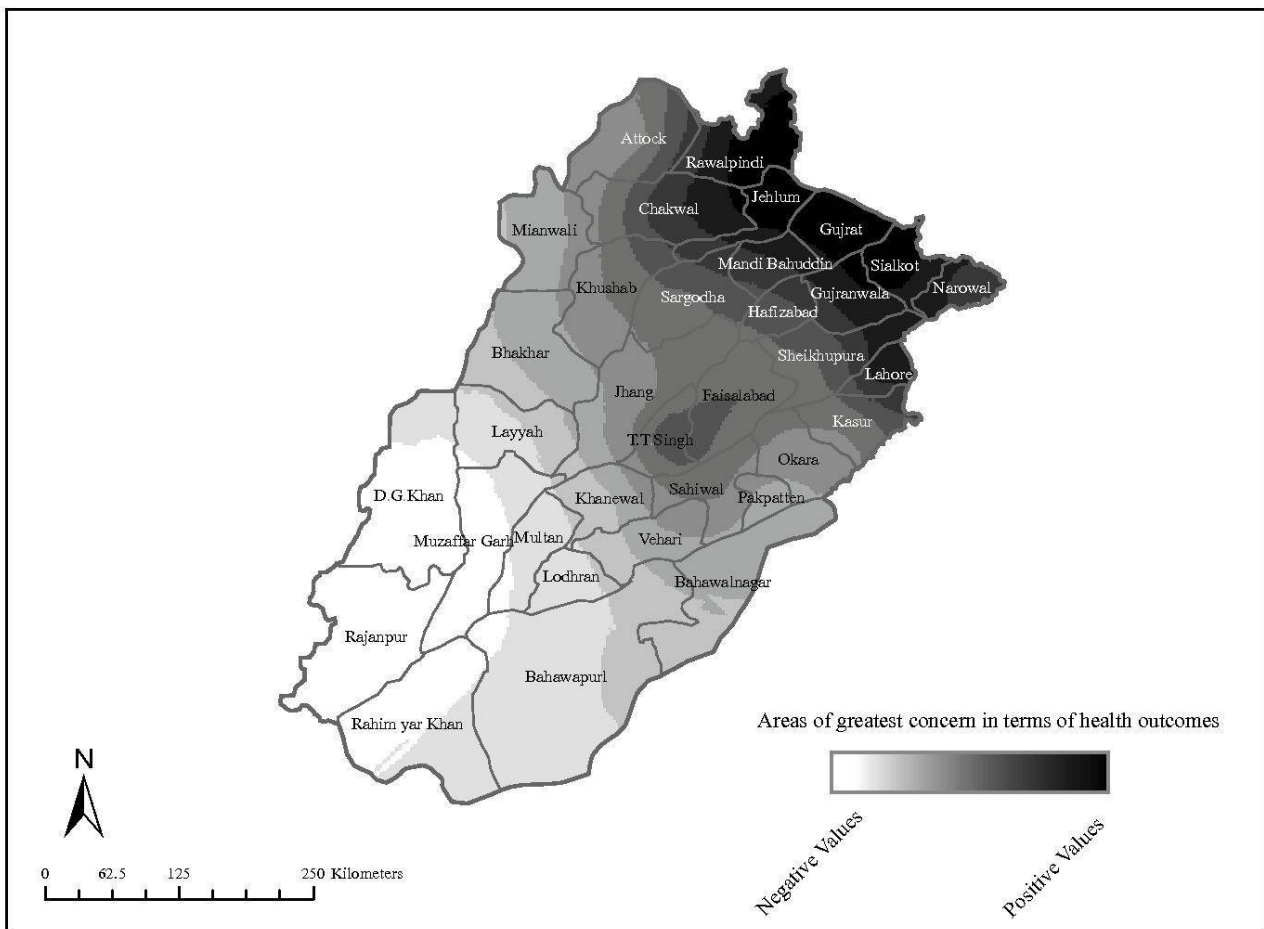 Attock
Rawalpindi
Jehlum
Chakwal
Gujrat
Mianwali
Mandi Bahuddin
Sialkot
Narowal
Khushab
Sargodha
Gujranwala
Hafizabad
Bhakhar
Sheikhupura
Lahore
Jhang
Faisalabad
Kasur
Layyah
T.T Singh
Okara
D.G.Khan
Khanewal
Sahiwal
Pakpatten
Muzaffar Garh
Multan
Vehari
Lodhran
Bahawalnagar
Rajanpur
Bahawapurl
Rahim yar Khan
Areas of greatest concern in terms of health outcomes
Negative Values
Positive Values
N
0 62.5 125 250 Kilometers